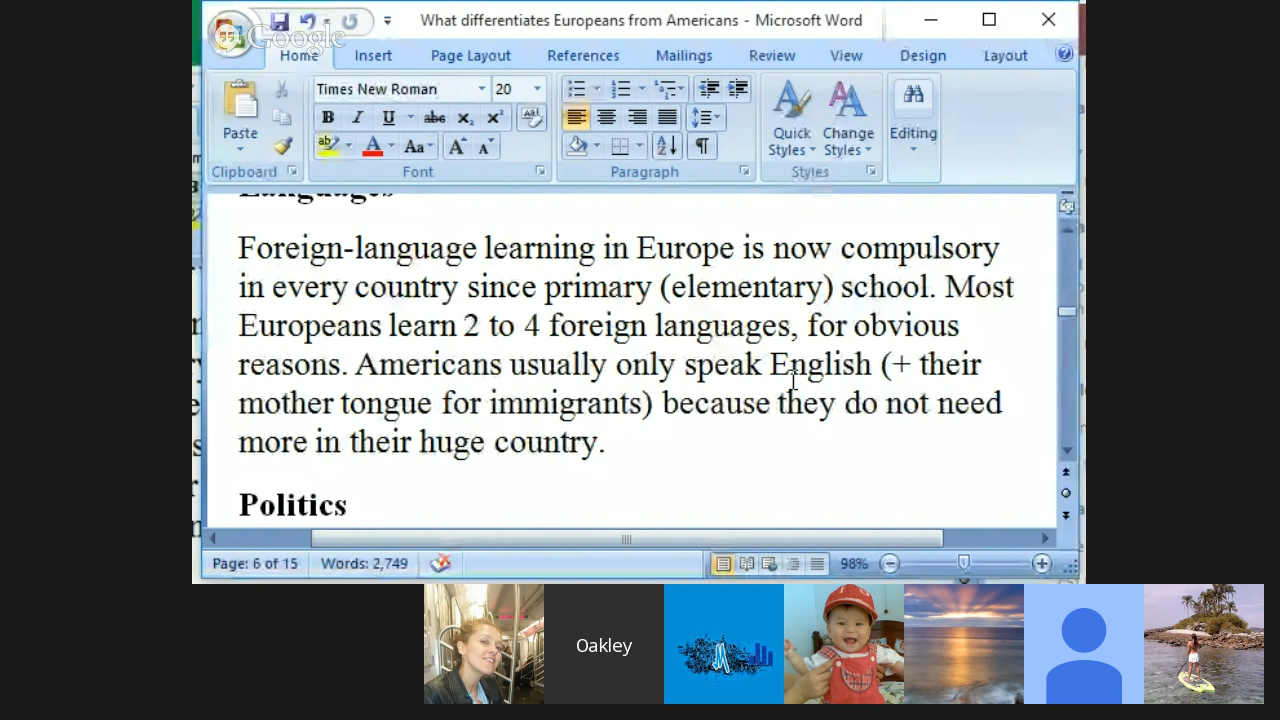 What differentiates Europeans from Americans - Microsoft Word
Google
Home Insert Page Layout References Mailings Review View Design Layout
Times New Roman 20
Paste
Quick Styles
Change Styles
Editing
Clipboard Font Paragraph Styles
Languages
Foreign-language learning in Europe is now compulsory
in every country since primary (elementary) school. Most
Europeans learn 2 to 4 foreign languages, for obvious
reasons. Americans usually only speak English (+ their
mother tongue for immigrants) because they do not need
more in their huge country.
Politics
Page: 6 of 15 Words: 2,749 98%
Oakley